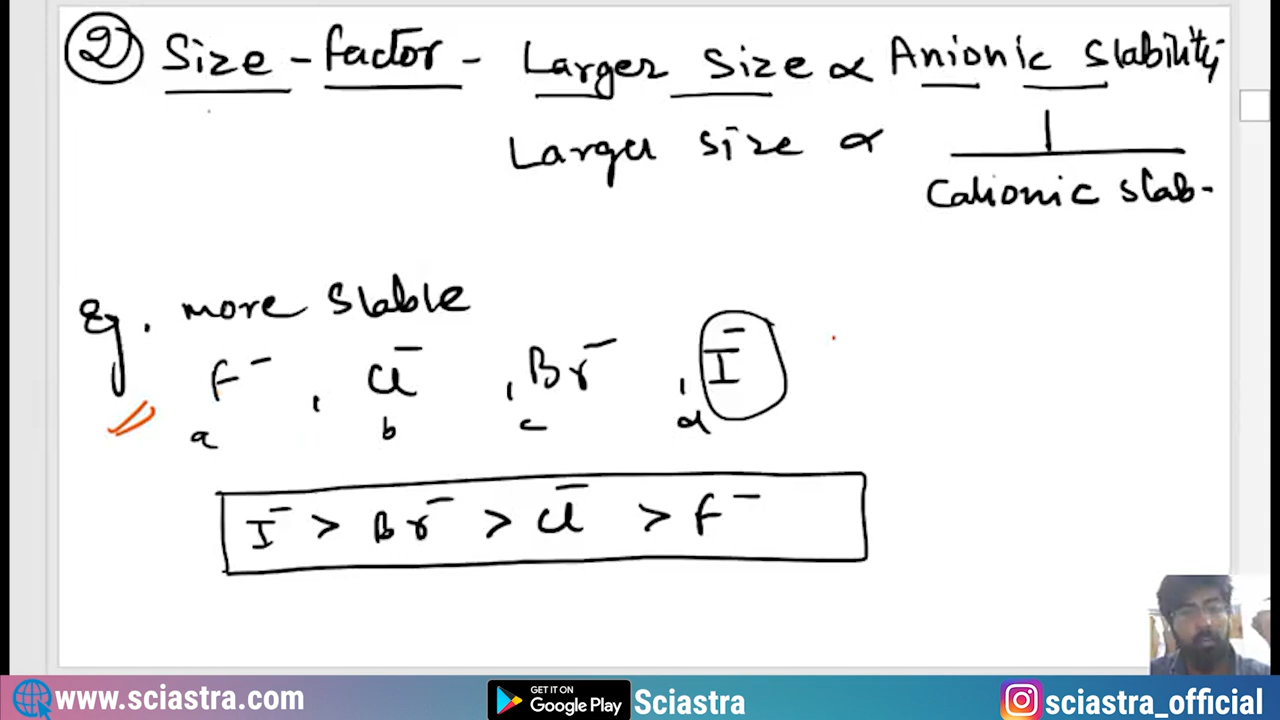 ② Size - factor - Larger size ∝ Anionic stability
Larger size ∝ 1 / Cationic stab-
Eg. more stable
F⁻ , Cl⁻ , Br⁻ , I⁻
a b c d
I⁻ > Br⁻ > Cl⁻ > F⁻
www.sciastra.com GET IT ON Google Play Sciastra sciastra_official